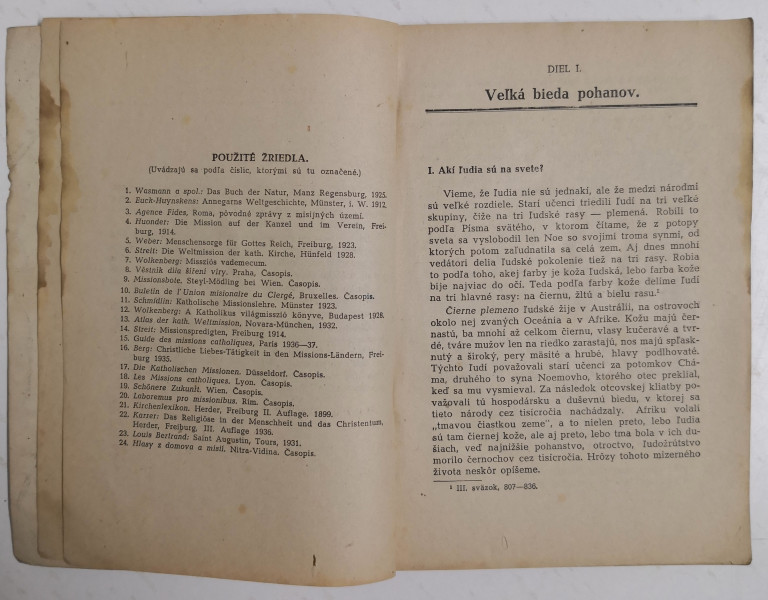 POUŽITÉ ŽRIEDLA.
(Uvádzajú sa podľa číslic, ktorými sú tu označené.)
1. Wasmann a spol.: Das Buch der Natur, Manz Regensburg, 1925.
2. Euck-Huynekens: Annegarns Weltgeschichte, Münster, i. W. 1912.
3. Agence Fides, Roma, pôvodné zprávy z misijných území.
4. Huonder: Die Mission auf der Kanzel und im Verein, Frei-
burg, 1914.
5. Weber: Menschensorge für Gottes Reich, Freiburg, 1923.
6. Streit: Die Weltmission der kath. Kirche, Hünfeld 1928.
7. Wolkenberg: Missziós vademecum.
8. Věstník díla šíření víry. Praha, Časopis.
9. Missionsbote. Steyl-Mödling bei Wien. Časopis.
10. Buletin de l'Union misionaire du Clergé, Bruxelles. Časopis.
11. Schmidlin: Katholische Missionslehre. Münster 1923.
12. Wolkenberg: A Katholikus világmisszió könyve, Budapest 1928.
13. Atlas der kath. Weltmission, Novara-München, 1932.
14. Streit: Missionspredigten, Freiburg 1914.
15. Guide des missions catholiques, Paris 1936—37.
16. Berg: Christliche Liebes-Tätigkeit in den Missions-Ländern, Frei-
burg 1935.
17. Die Katholischen Missionen. Düsseldorf. Časopis.
18. Les Missions catholiques. Lyon. Časopis.
19. Schönere Zukunft. Wien. Časopis.
20. Laboremus pro missionibus. Rim. Časopis.
21. Kirchenlexikon. Herder, Freiburg II. Auflage. 1899.
22. Karrer: Das Religiöse in der Menschheit und das Christentum,
Herder, Freiburg, III. Auflage 1936.
23. Louis Bertrand: Saint Augustin, Tours, 1931.
24. Hlasy z domova a misií, Nitra-Vidina. Časopis.
DIEL I.
Veľká bieda pohanov.
I. Akí ľudia sú na svete?
Vieme, že ľudia nie sú jednakí, ale že medzi národmi
sú veľké rozdiele. Starí učenci triedili ľudí na tri veľké
skupiny, čiže na tri ľudské rasy — plemená. Robili to
podľa Písma svätého, v ktorom čítame, že z potopy
sveta sa vyslobodil len Noe so svojimi troma synmi, od
ktorých potom zaľudnatila sa celá zem. Aj dnes mnohí
vedátori delia ľudské pokolenie tiež na tri rasy. Robia
to podľa toho, akej farby je koža ľudská, lebo farba kože
bije najviac do očí. Teda podľa farby kože delíme ľudí
na tri hlavné rasy: na čiernu, žltú a bielu rasu.¹
Čierne plemeno ľudské žije v Austrálii, na ostrovoch
okolo nej zvaných Oceánia a v Afrike. Kožu majú čer-
nastú, ba mnohí až celkom čiernu, vlasy kučeravé a tvr-
dé, tváre mužov len na riedko zarastajú, nos majú spľask-
nutý a široký, pery mäsité a hrubé, hlavy podlhovaté.
Týchto ľudí považovali starí učenci za potomkov Chá-
ma, druhého to syna Noemovho, ktorého otec preklial,
keď sa mu vysmieval. Za následok otcovskej kliatby po-
važovali tú hospodársku a duševnú biedu, v ktorej sa
tieto národy cez tisícročia nachádzaly. Afriku volali
„tmavou čiastkou zeme", a to nielen preto, lebo ľudia
sú tam čiernej kože, ale aj preto, lebo tma bola v ich du-
šiach, veď najnižšie pohanstvo, otroctvo, ľudožrútstvo
morilo černochov cez tisícročia. Hrôzy tohoto mizerného
života neskôr opíšeme.
¹ III. sväzok, 807—836.